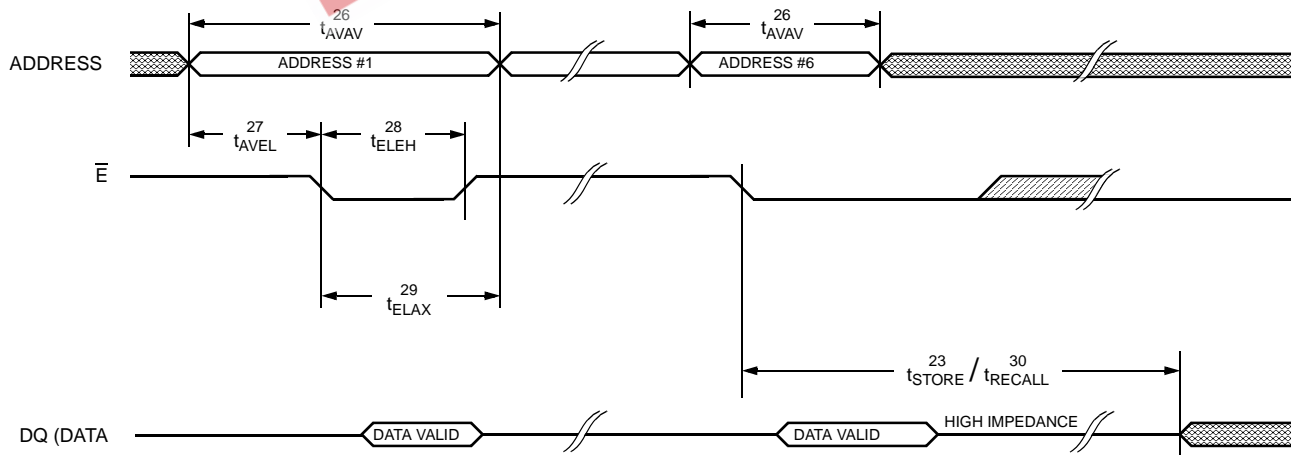 26 26
tAVAV tAVAV
ADDRESS ADDRESS #1 ADDRESS #6
27 28
tAVEL tELEH
E
29
tELAX
23 30
tSTORE / tRECALL
DQ (DATA DATA VALID DATA VALID HIGH IMPEDANCE